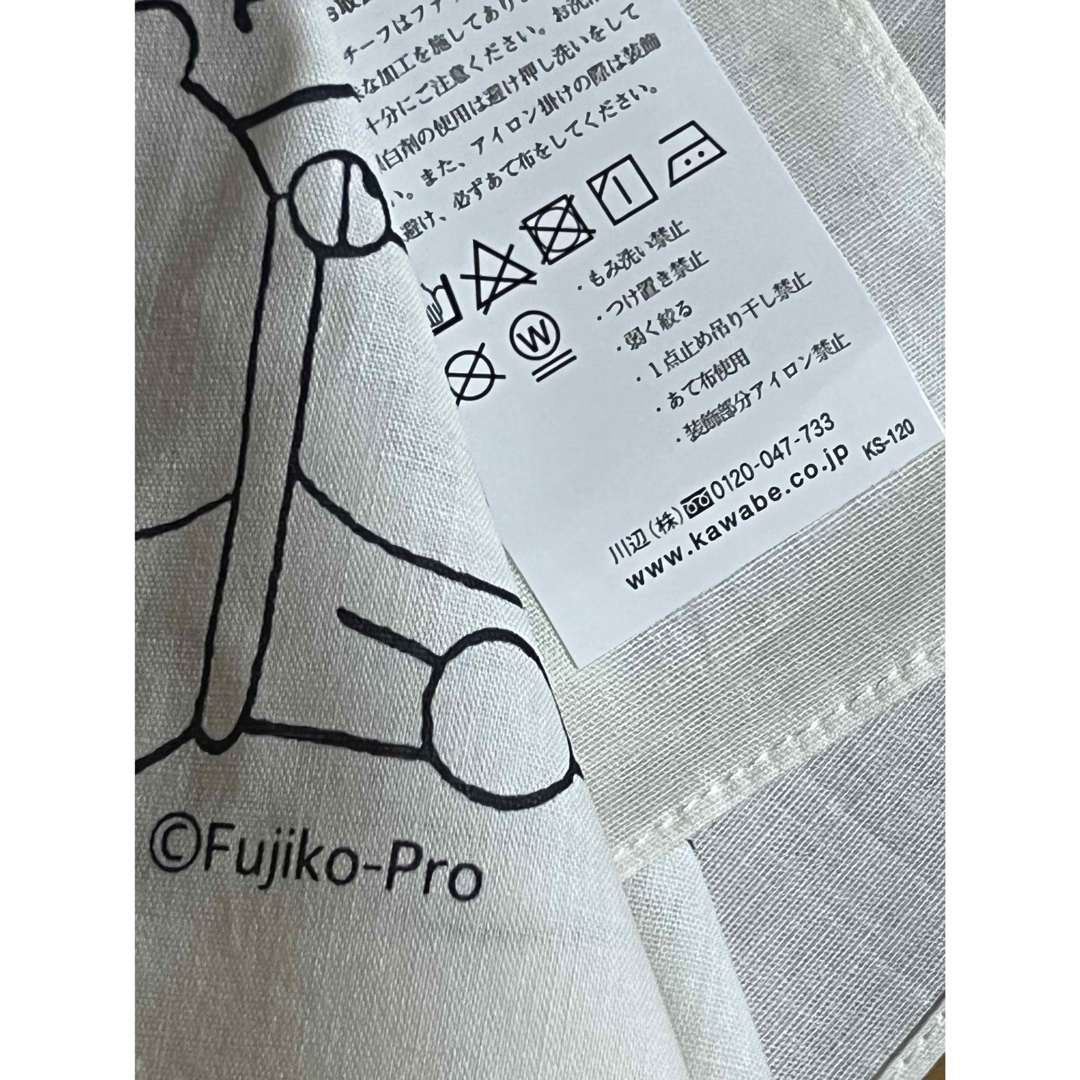 チーフはファ
な加工を施してあり
十分にご注意ください。お洗
白剤の使用は避け押し洗いをして
い。また、アイロン掛けの際は装飾
避け、必ずあて布をしてください。
W
・もみ洗い禁止
・つけ置き禁止
・弱く絞る
・1点止め吊り干し禁止
・あて布使用
・装飾部分アイロン禁止
川辺(株)0120-047-733
www.kawabe.co.jp KS-120
©Fujiko-Pro